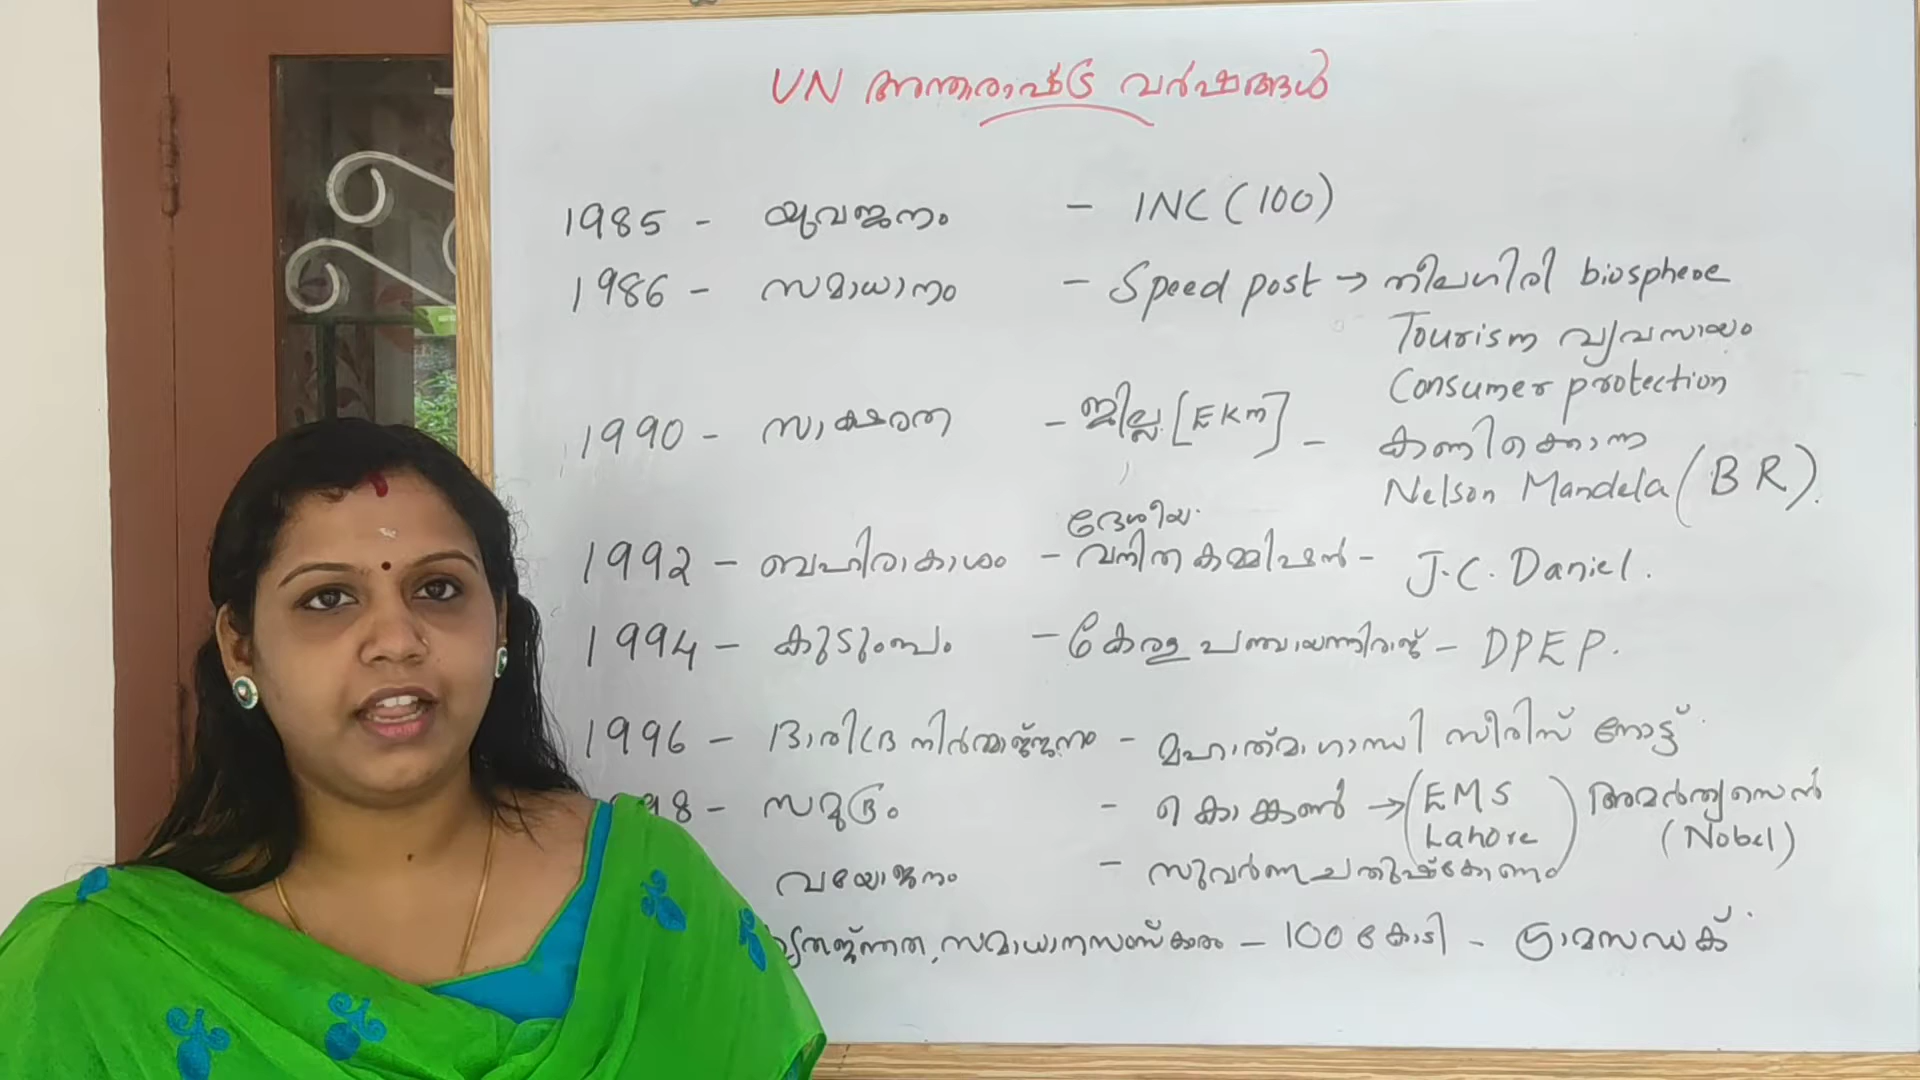 UN അന്താരാഷ്ട്ര വർഷങ്ങൾ
1985 - യുവജനം - INC (100)
1986 - സമാധാനം - Speed post → നീലഗിരി biosphere
Tourism വ്യവസായം
Consumer protection
1990 - സാക്ഷരത - ജില്ല [EKm] - കണിക്കൊന്ന
Nelson Mandela (BR).
ദേശീയ
1992 - ബഹിരാകാശം - വനിത കമ്മിഷൻ - J.C. Daniel.
1994 - കുടുംബം - കേരള പഞ്ചായത്തിരാജ് - DPEP.
1996 - ദാരിദ്ര നിർമ്മാർജ്ജനം - മഹാത്മാഗാന്ധി സീരിസ് നോട്ട്
98 - സമുദ്രം - കൊങ്കൺ → (EMS Lahore) അമർത്യസെൻ (Nobel)
വയോജനം - സുവർണചതുഷ്കോണം
സമാധാനസംസ്കാരം - 100 കോടി - ഗ്രാമസഡക്